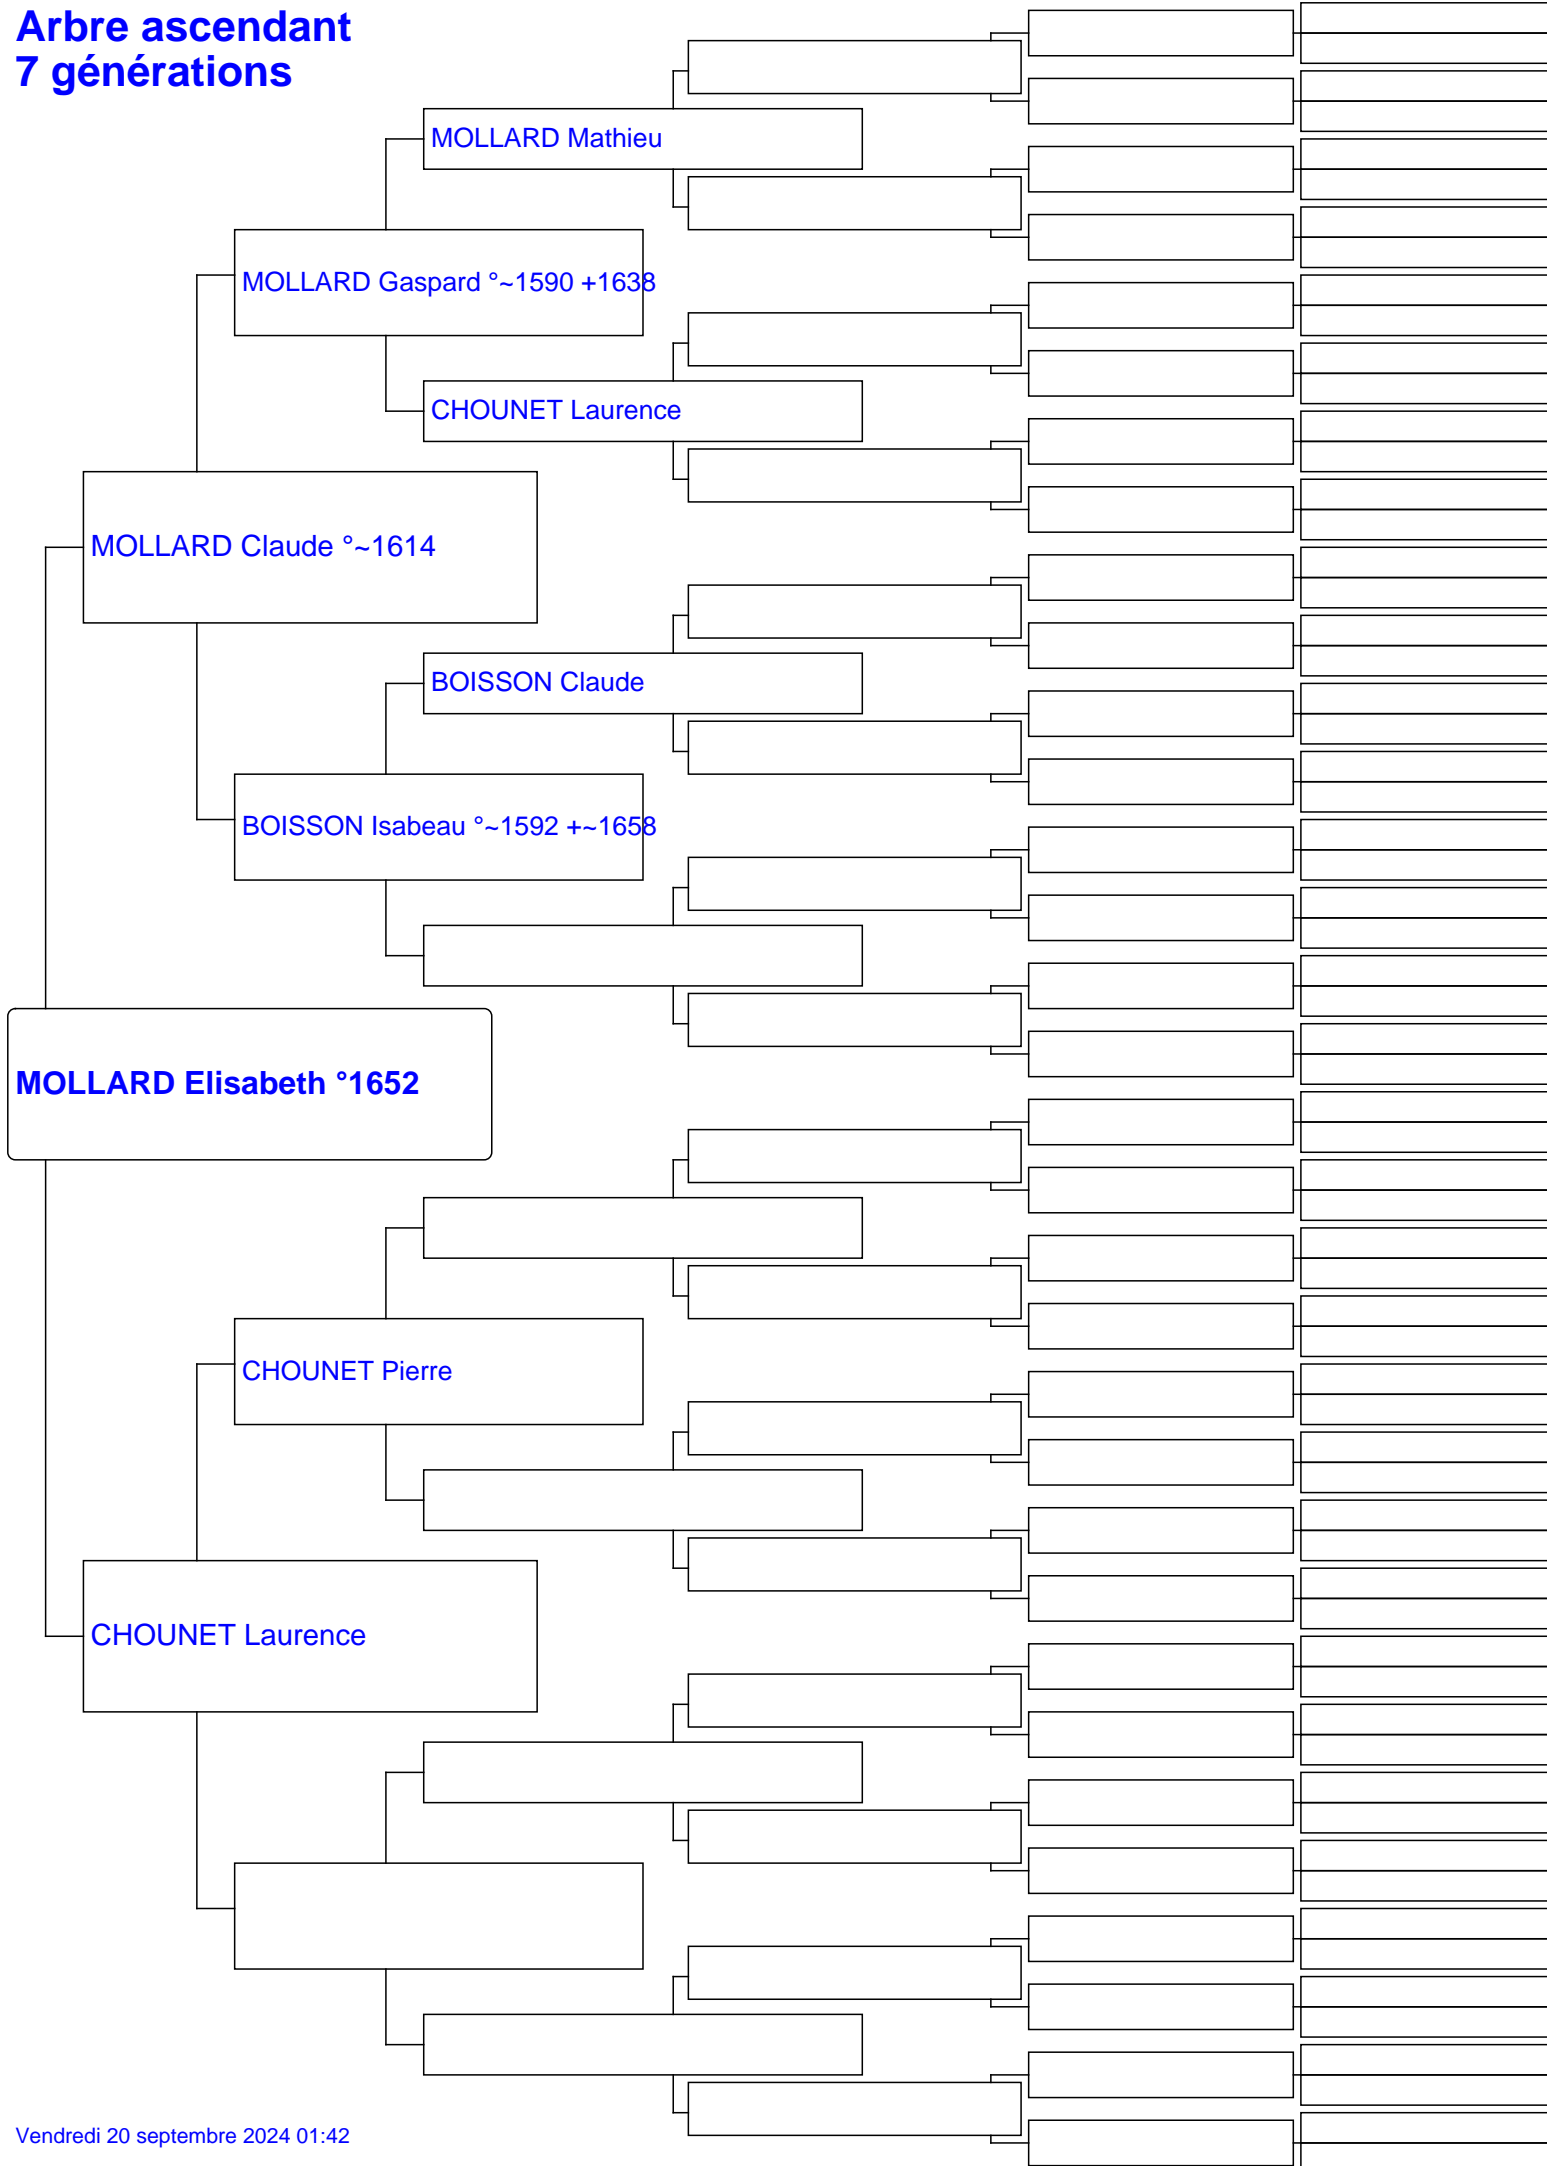 Arbre ascendant
7 générations
MOLLARD Mathieu
MOLLARD Gaspard °~1590 +1638
CHOUNET Laurence
MOLLARD Claude °~1614
BOISSON Claude
BOISSON Isabeau °~1592 +~1658
MOLLARD Elisabeth °1652
CHOUNET Pierre
CHOUNET Laurence
Vendredi 20 septembre 2024 01:42